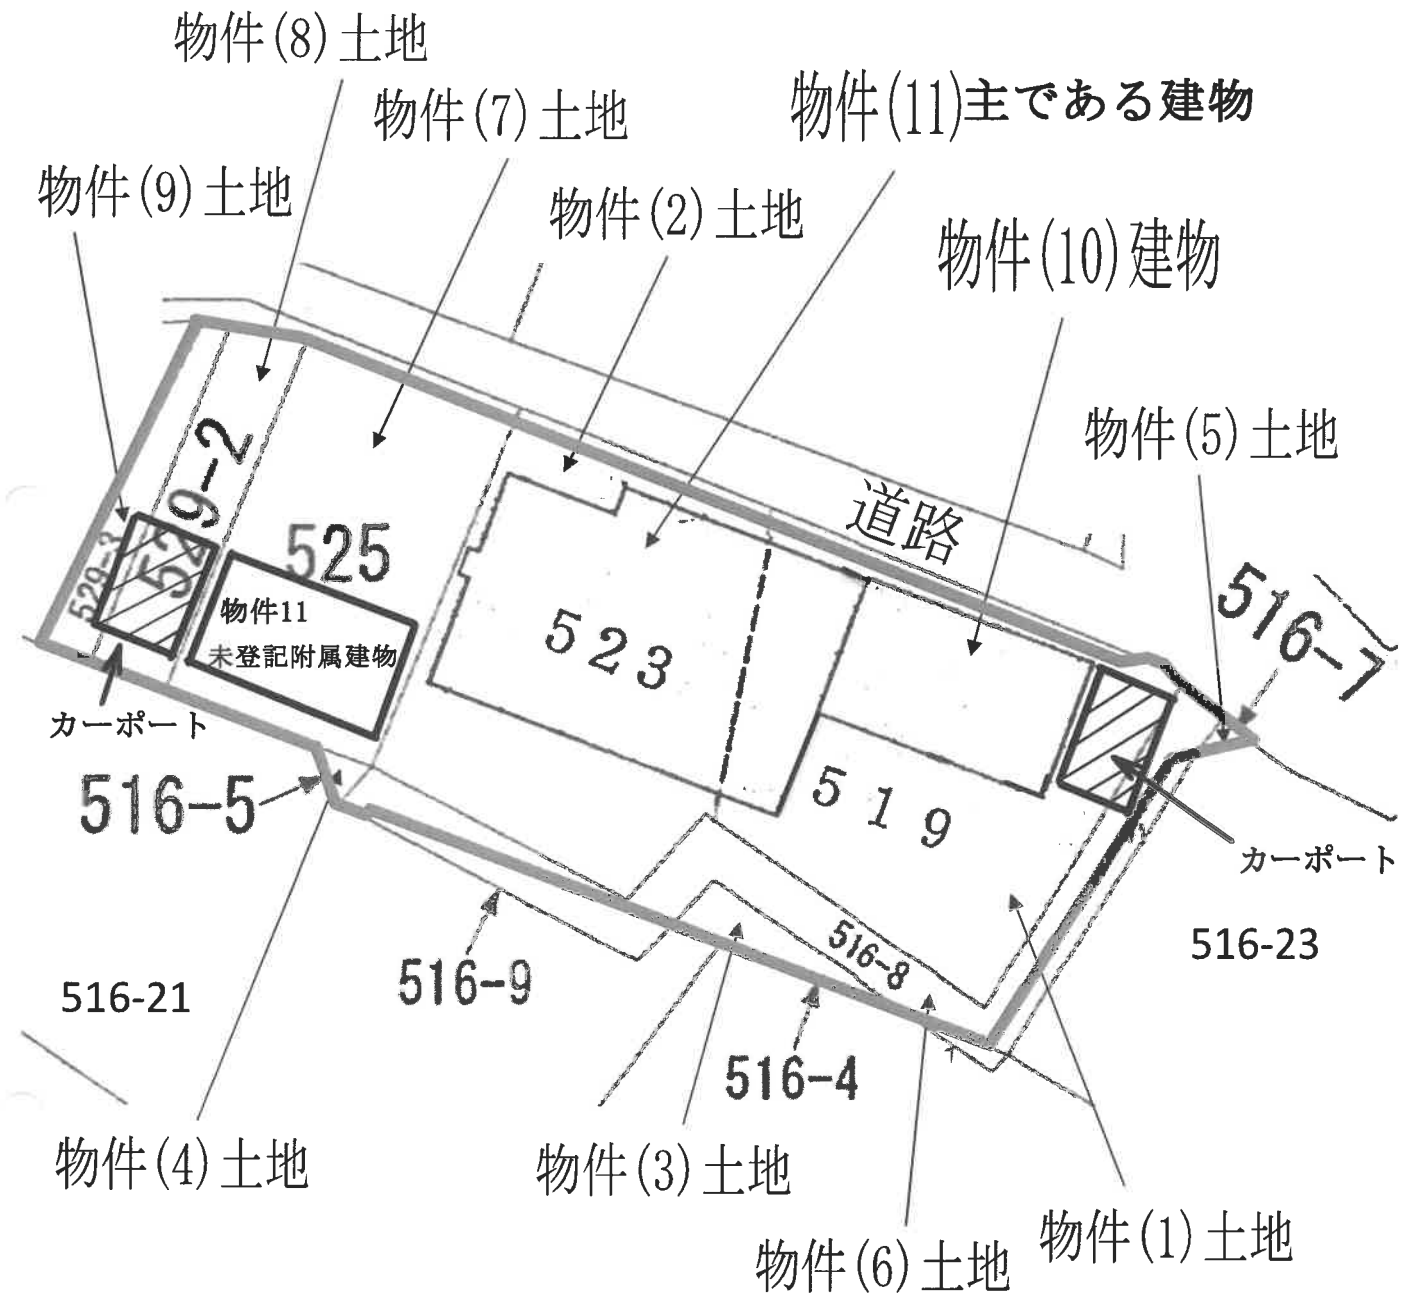 物件(8)土地
物件(7)土地
物件(11)主である建物
物件(9)土地
物件(2)土地
物件(10)建物
物件(5)土地
道路
529-2
525
529-3
516-7
物件11
未登記附属建物
523
カーポート
516-5
519
カーポート
516-8
516-23
516-9
516-21
516-4
物件(4)土地
物件(3)土地
物件(1)土地
物件(6)土地